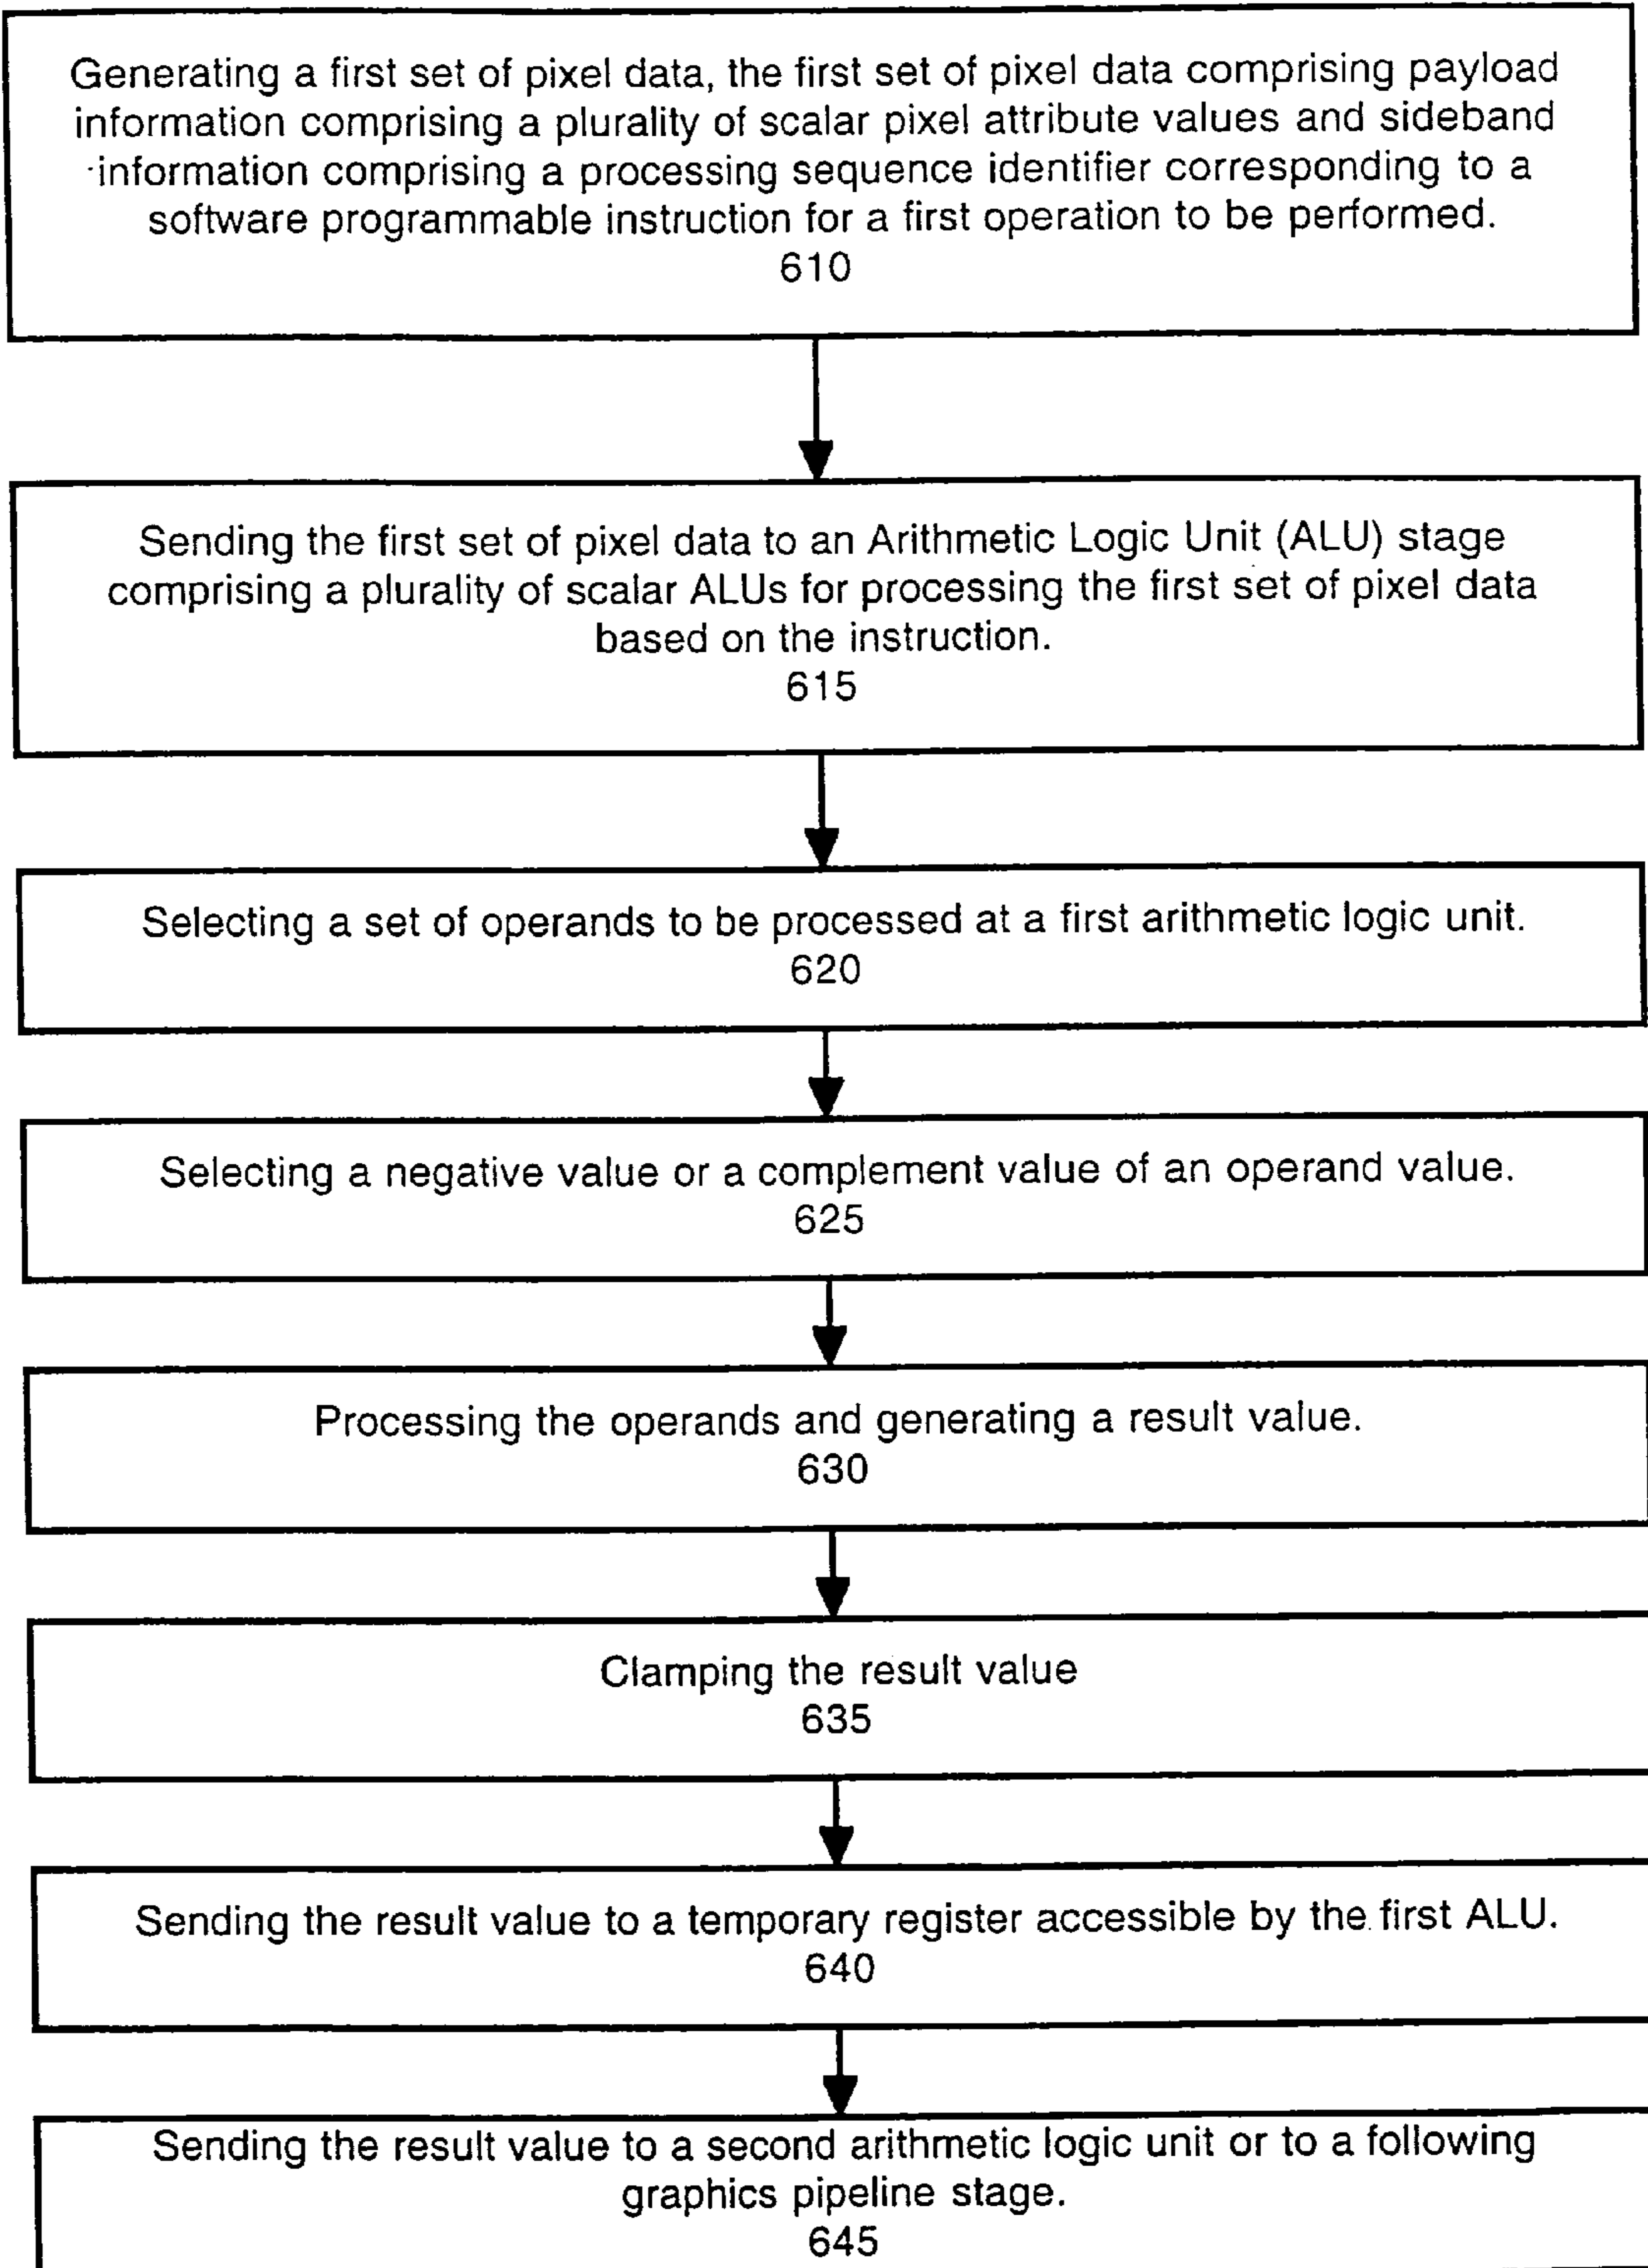 Generating a first set of pixel data, the first set of pixel data comprising payload
information comprising a plurality of scalar pixel attribute values and sideband
information comprising a processing sequence identifier corresponding to a
software programmable instruction for a first operation to be performed.
610
Sending the first set of pixel data to an Arithmetic Logic Unit (ALU) stage
comprising a plurality of scalar ALUs for processing the first set of pixel data
based on the instruction.
615
Selecting a set of operands to be processed at a first arithmetic logic unit.
620
Selecting a negative value or a complement value of an operand value.
625
Processing the operands and generating a result value.
630
Clamping the result value
635
Sending the result value to a temporary register accessible by the first ALU.
640
Sending the result value to a second arithmetic logic unit or to a following
graphics pipeline stage.
645